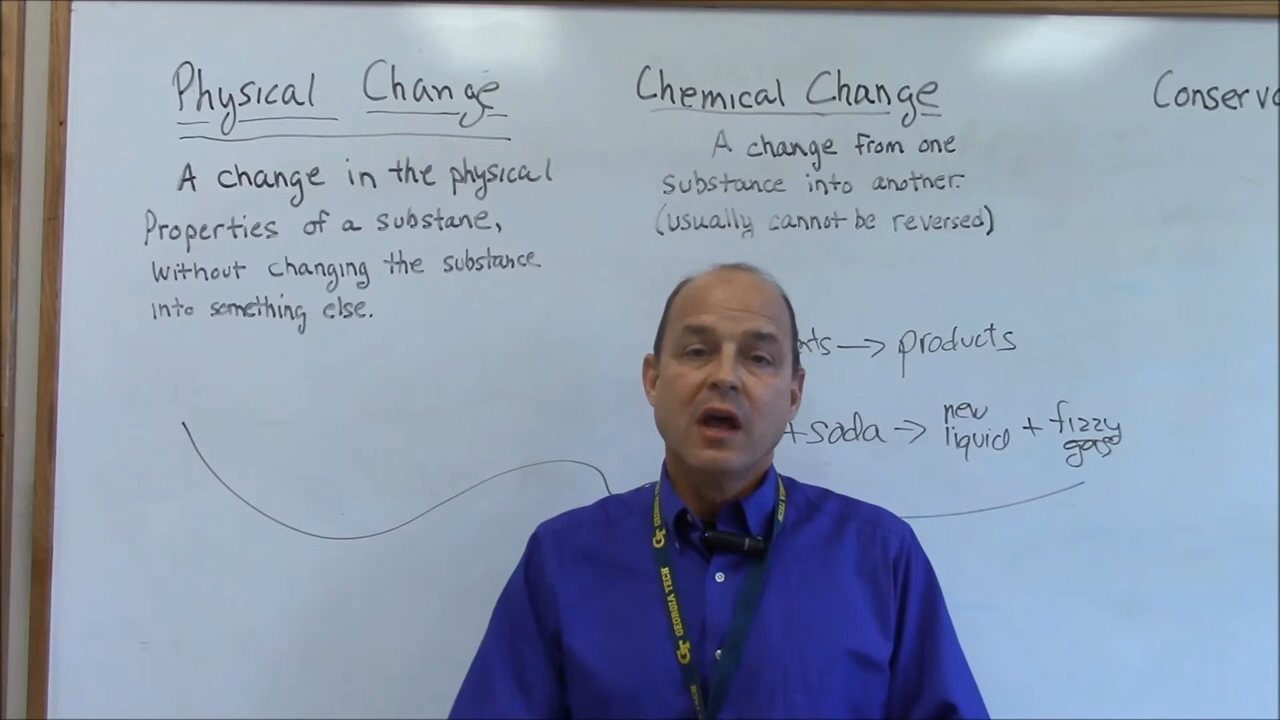 Physical Change
A change in the physical
Properties of a substane,
without changing the substance
into something else.
Chemical Change
A change from one
substance into another.
(usually cannot be reversed)
→ products
+ soda → new liquid + fizzy gas
GEORGIA TECH
GT